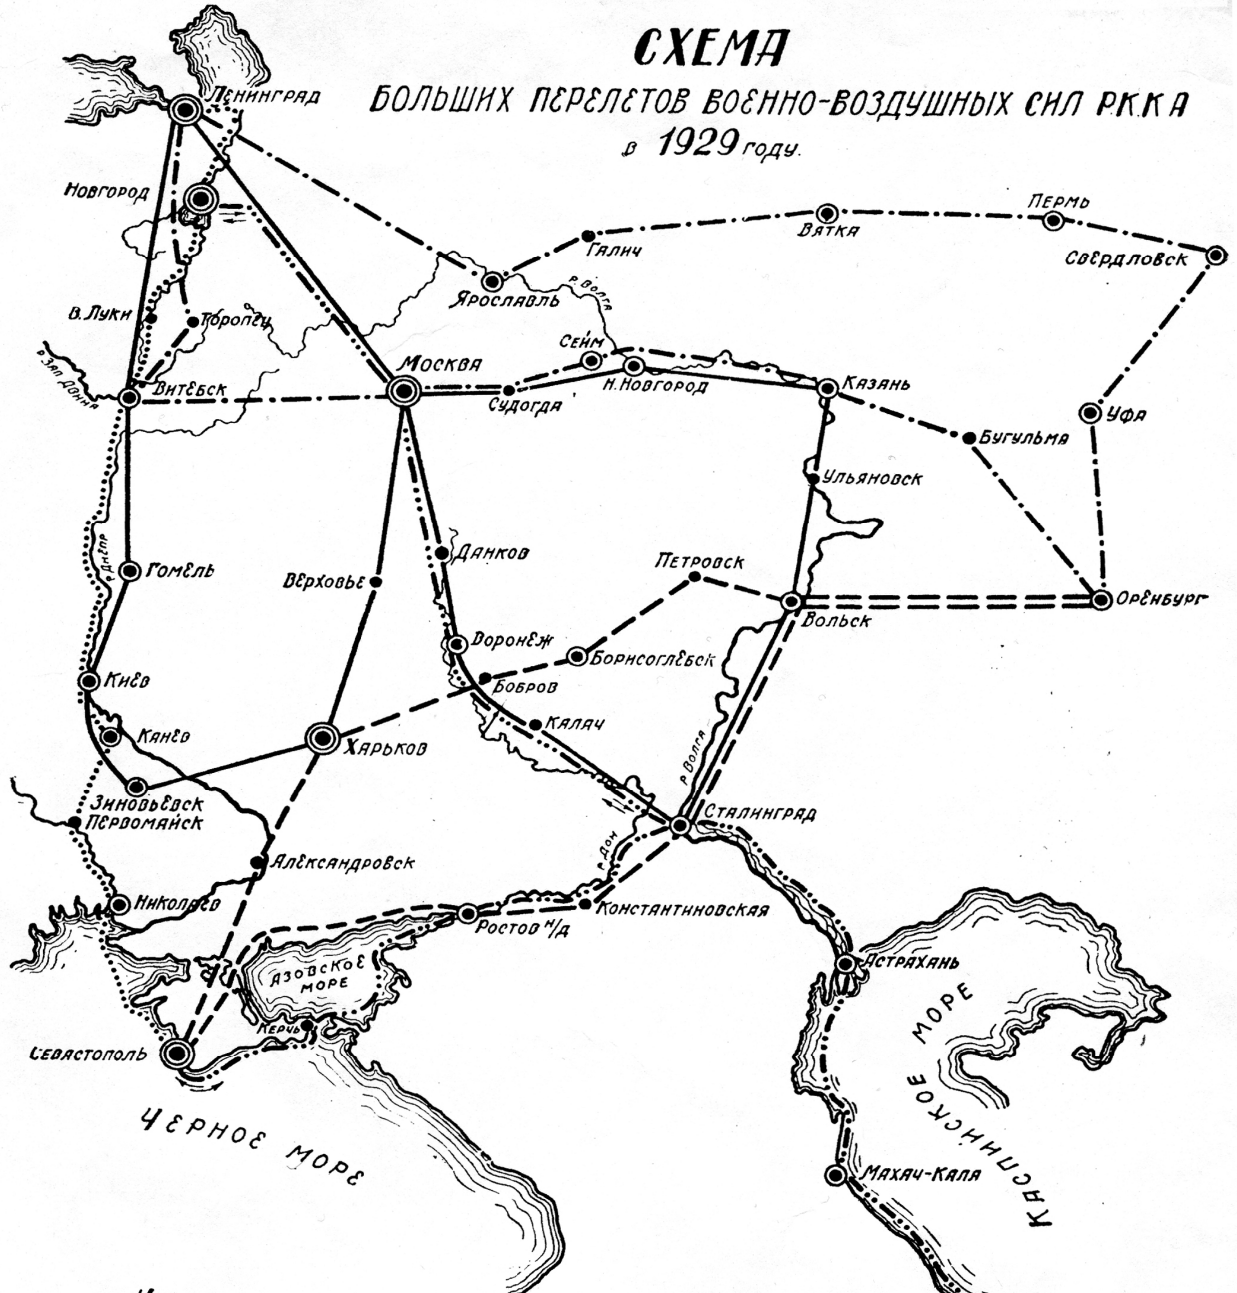 СХЕМА
БОЛЬШИХ ПЕРЕЛЕТОВ ВОЕННО-ВОЗДУШНЫХ СИЛ Р.К.К.А
в 1929 году.
ЛЕНИНГРАД
НОВГОРОД
ПЕРМЬ
ВЯТКА
ГАЛИЧ
СВЕРДЛОВСК
ЯРОСЛАВЛЬ
р. ВОЛГА
В. ЛУКИ
ТОРОПЕЦ
СЕЙМ
р. ЗАП. ДВИНА
ВИТЕБСК
МОСКВА
Н. НОВГОРОД
КАЗАНЬ
СУДОГДА
УФА
БУГУЛЬМА
УЛЬЯНОВСК
р. ДНЕПР
ГОМЕЛЬ
ВЕРХОВЬЕ
ДАНКОВ
ПЕТРОВСК
ОРЕНБУРГ
ВОЛЬСК
ВОРОНЕЖ
БОРИСОГЛЕБСК
КИЕВ
БОБРОВ
КАНЕВ
ХАРЬКОВ
КАЛАЧ
р. ВОЛГА
ЗИНОВЬЕВСК
ПЕРВОМАЙСК
СТАЛИНГРАД
р. ДОН
АЛЕКСАНДРОВСК
НИКОЛАЕВ
РОСТОВ Н/Д
КОНСТАНТИНОВСКАЯ
АЗОВСКОЕ
МОРЕ
АСТРАХАНЬ
КЕРЧЬ
СЕВАСТОПОЛЬ
ЧЕРНОЕ МОРЕ
КАСПИЙСКОЕ МОРЕ
МАХАЧ-КАЛА